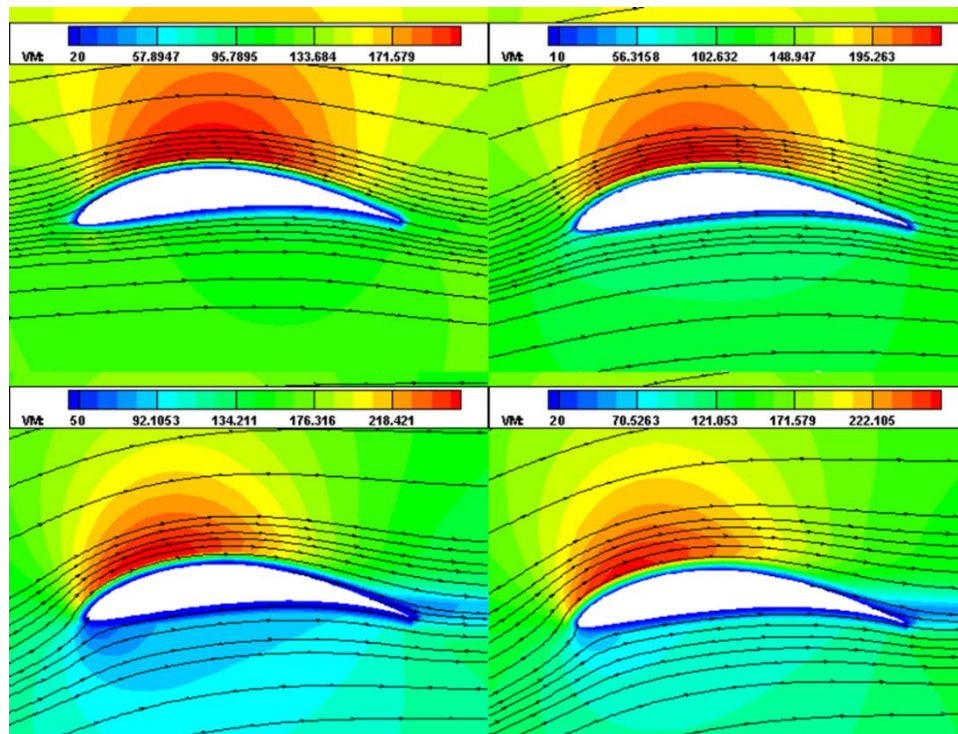 VM: 20 57.8947 95.7895 133.684 171.579
VM: 10 56.3158 102.632 148.947 195.263
VM: 50 92.1053 134.211 176.316 218.421
VM: 20 70.5263 121.053 171.579 222.105